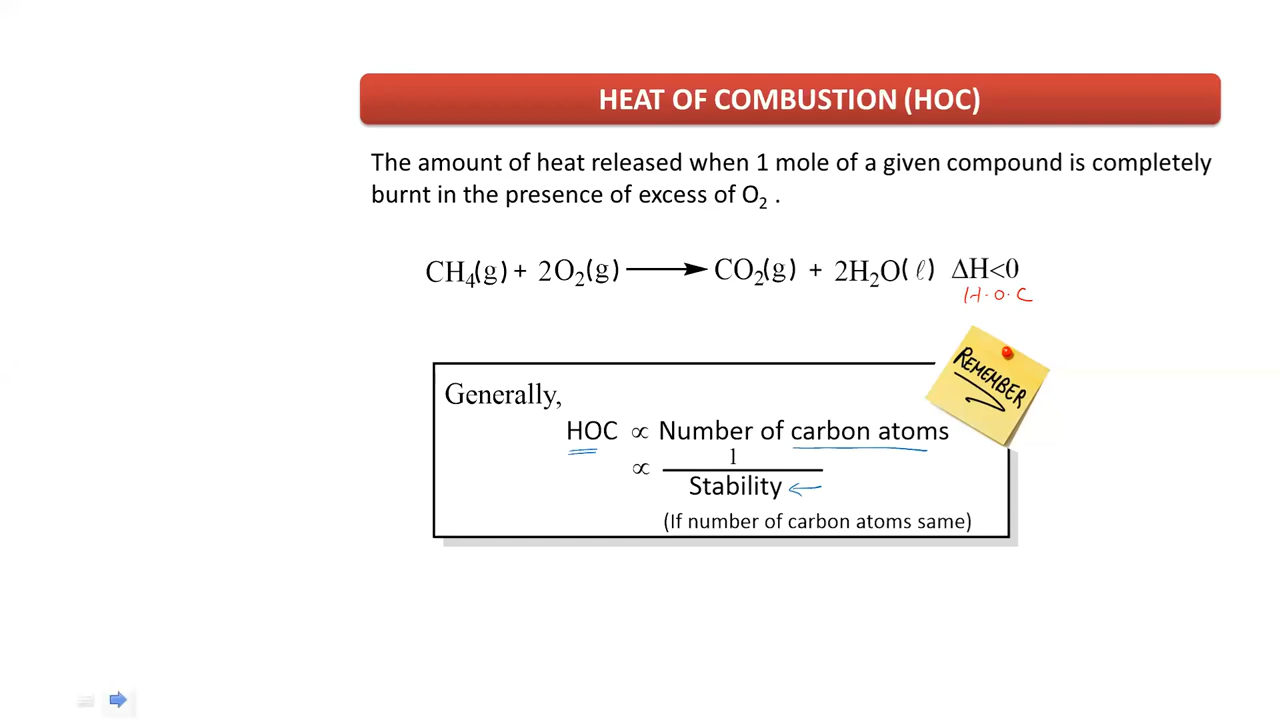 HEAT OF COMBUSTION (HOC)
The amount of heat released when 1 mole of a given compound is completely
burnt in the presence of excess of O₂ .
CH₄(g) + 2O₂(g) ⟶ CO₂(g) + 2H₂O(ℓ) ΔH<0
H.O.C
REMEMBER
Generally,
HOC ∝ Number of carbon atoms
∝ 1
Stability
(If number of carbon atoms same)